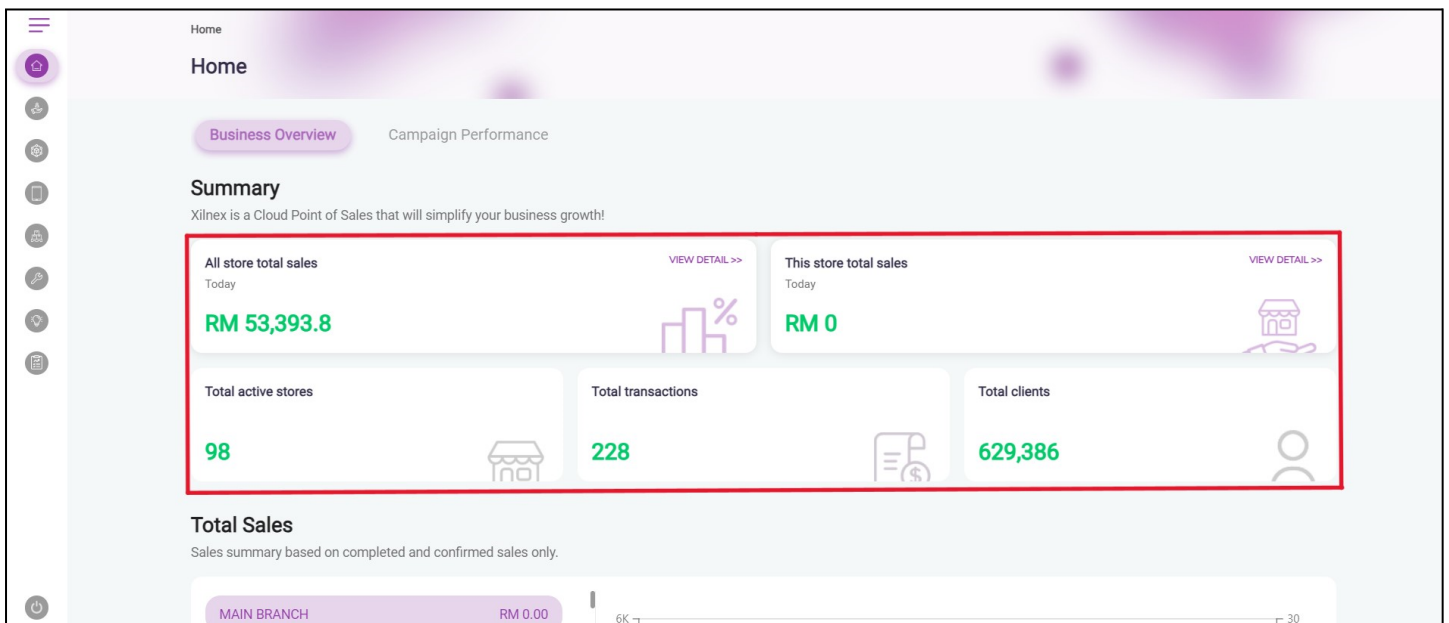 Home
Home
Business Overview
Campaign Performance
Summary
Xilnex is a Cloud Point of Sales that will simplify your business growth!
All store total sales
VIEW DETAIL >>
Today
RM 53,393.8
%
This store total sales
VIEW DETAIL >>
Today
RM 0
Total active stores
98
Total transactions
228
$
Total clients
629,386
Total Sales
Sales summary based on completed and confirmed sales only.
MAIN BRANCH RM 0.00
6K
30